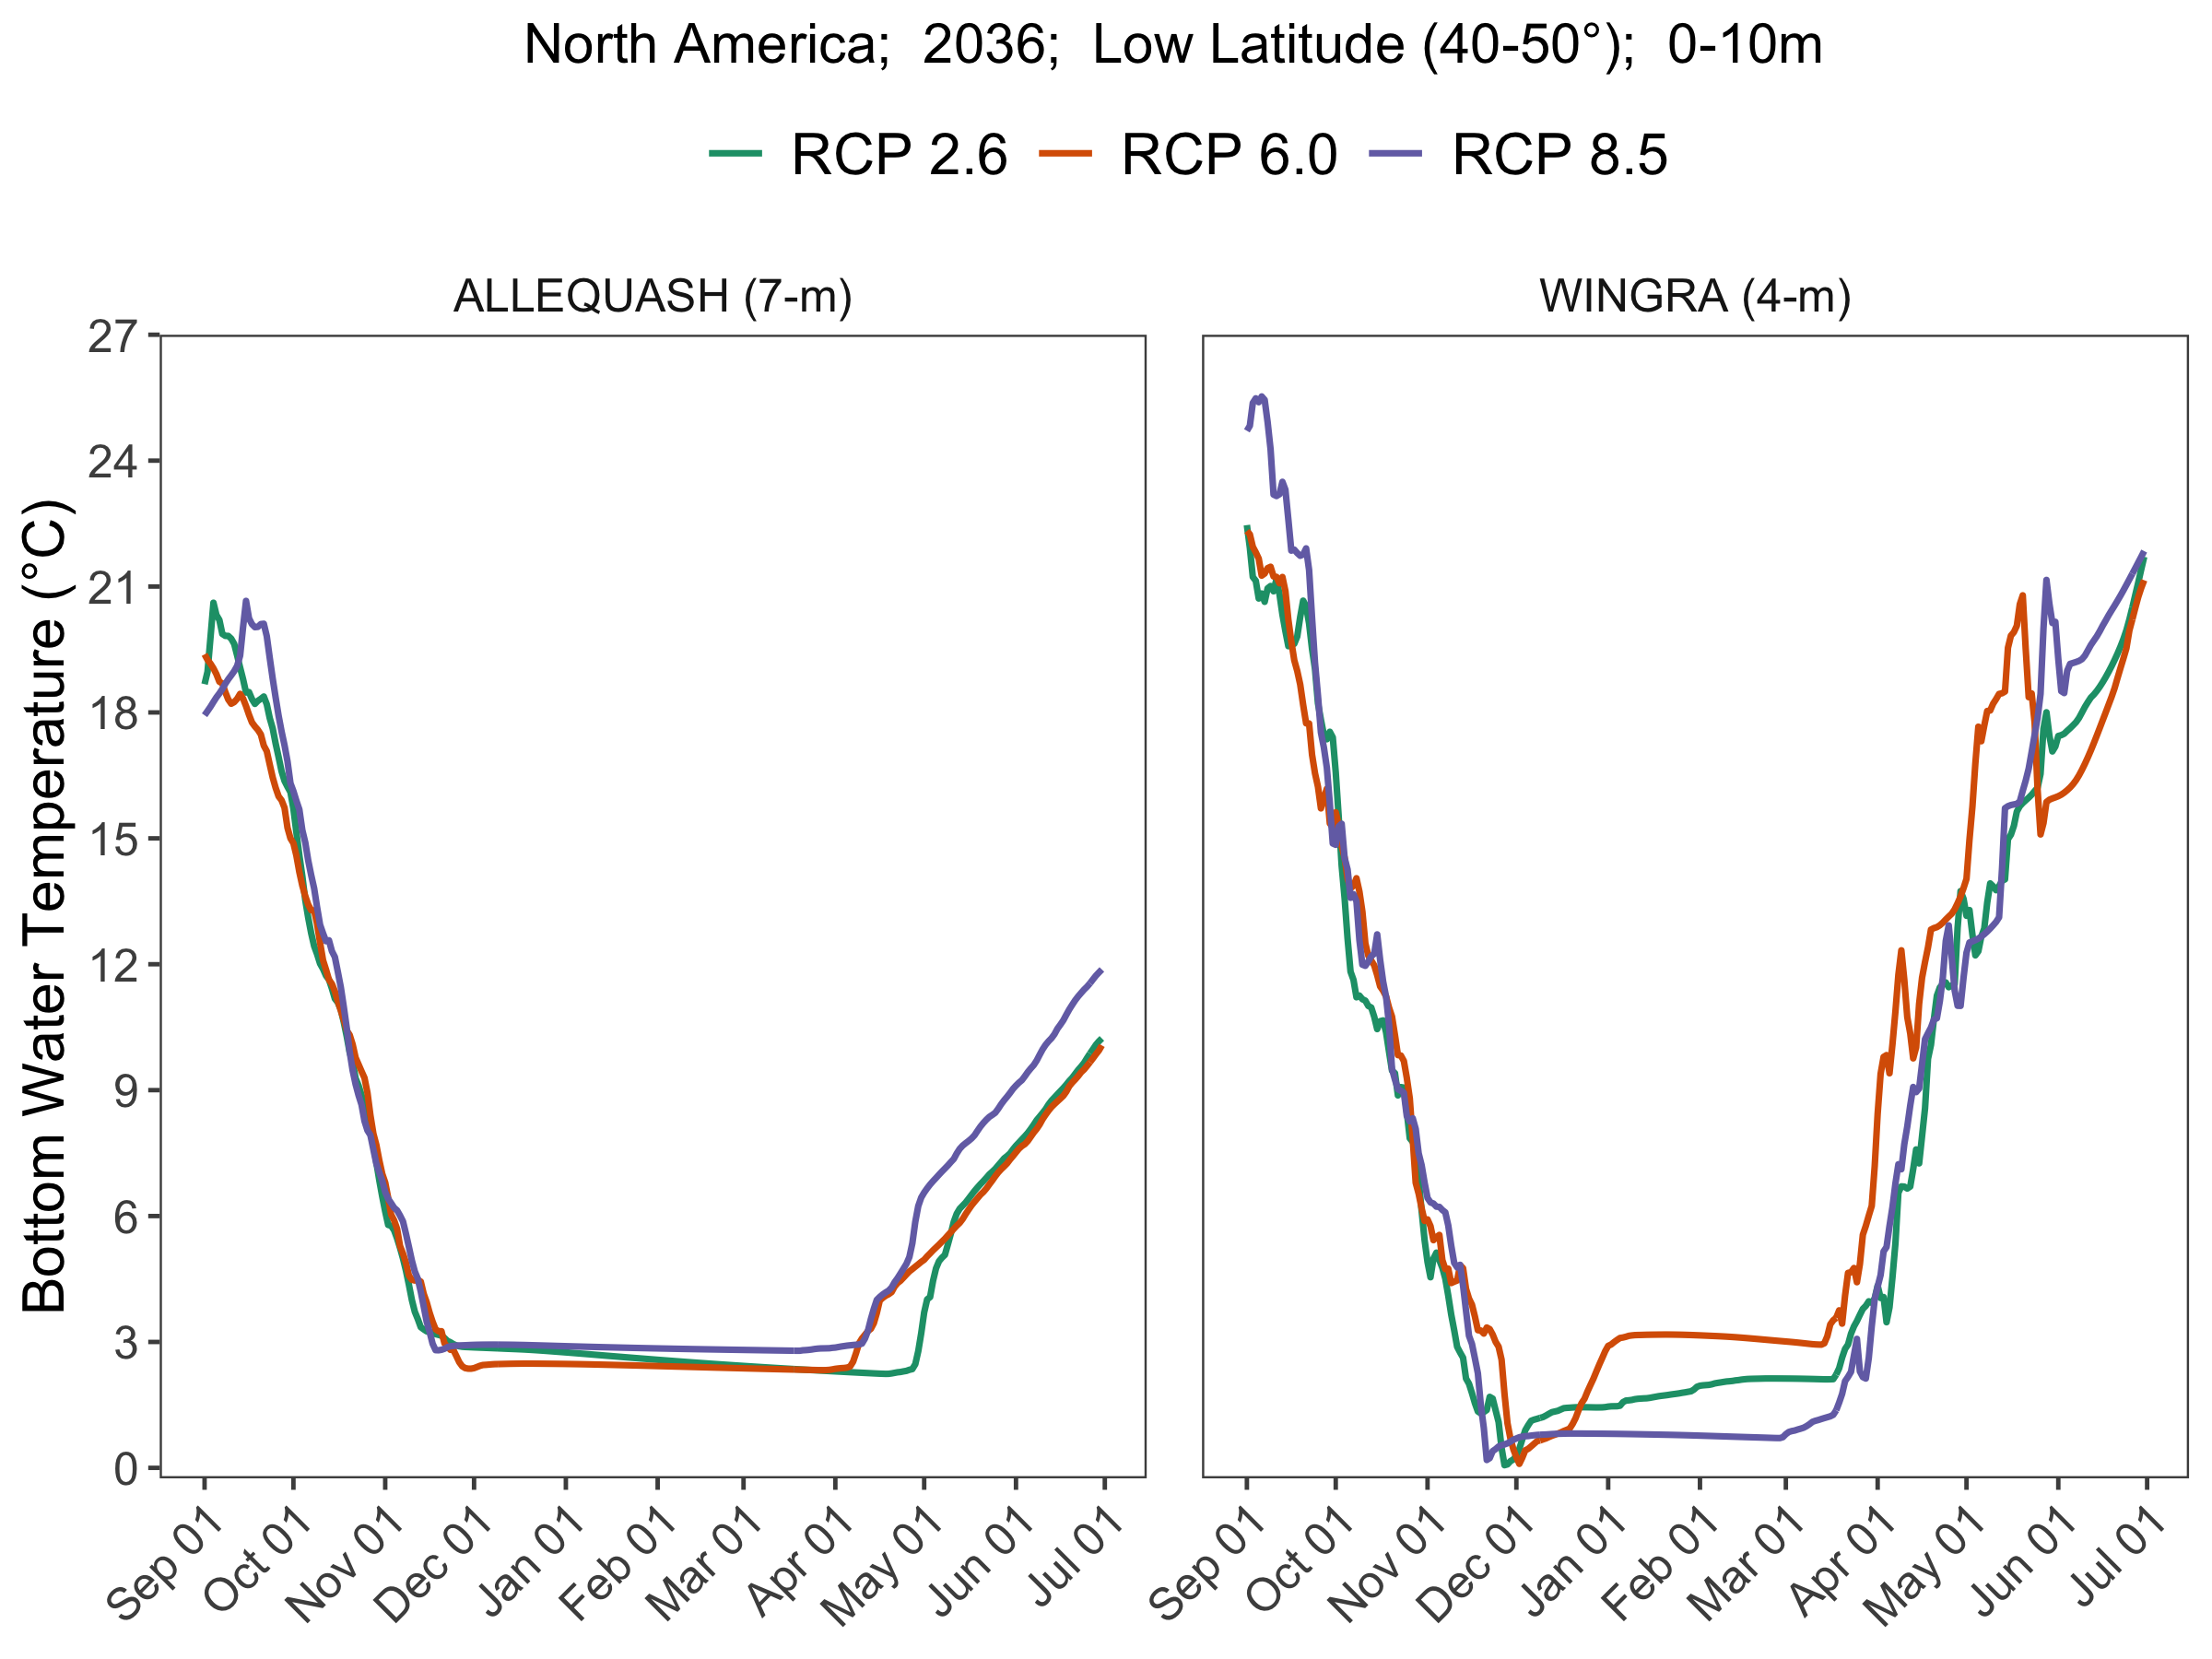 North America;  2036;  Low Latitude (40-50°);  0-10m
RCP 2.6 RCP 6.0 RCP 8.5
ALLEQUASH (7-m) WINGRA (4-m)
Bottom Water Temperature (°C)
27
24
21
18
15
12
9
6
3
0
Sep 01 Oct 01 Nov 01 Dec 01 Jan 01 Feb 01 Mar 01 Apr 01 May 01 Jun 01 Jul 01 Sep 01 Oct 01 Nov 01 Dec 01 Jan 01 Feb 01 Mar 01 Apr 01 May 01 Jun 01 Jul 01